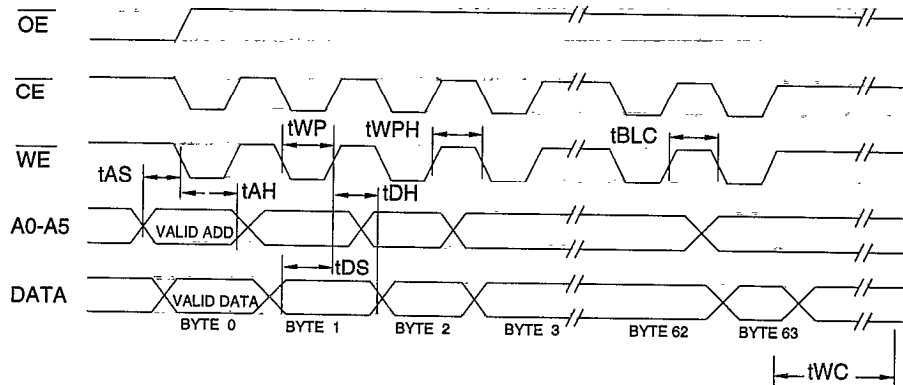 OE
CE
tWP
tWPH
tBLC
WE
tAS
tAH
tDH
A0-A5
VALID ADD
tDS
DATA
VALID DATA
BYTE 0
BYTE 1
BYTE 2
BYTE 3
BYTE 62
BYTE 63
tWC